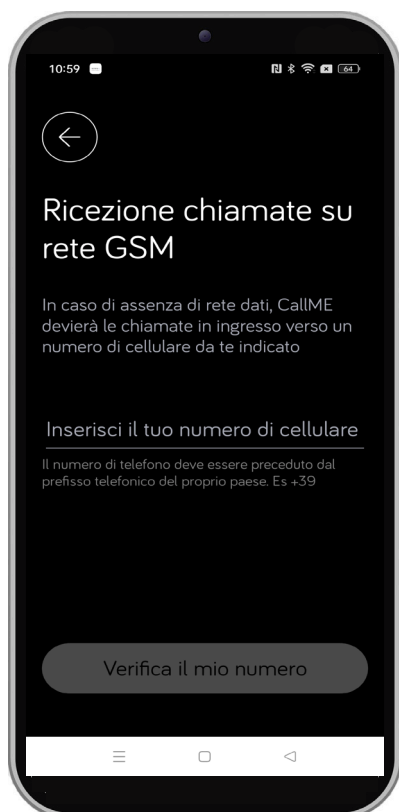 10:59
64
Ricezione chiamate su
rete GSM
In caso di assenza di rete dati, CallME
devierà le chiamate in ingresso verso un
numero di cellulare da te indicato
Inserisci il tuo numero di cellulare
Il numero di telefono deve essere preceduto dal
prefisso telefonico del proprio paese. Es +39
Verifica il mio numero